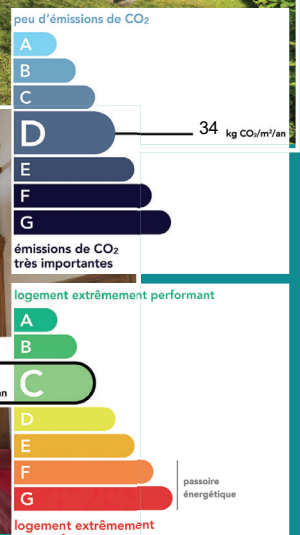 peu d'émissions de CO₂
A
B
C
D 34 kg CO₂/m²/an
E
F
G
émissions de CO₂
très importantes
logement extrêmement performant
A
B
an C
D
E
F passoire
énergétique
G
logement extrêmement